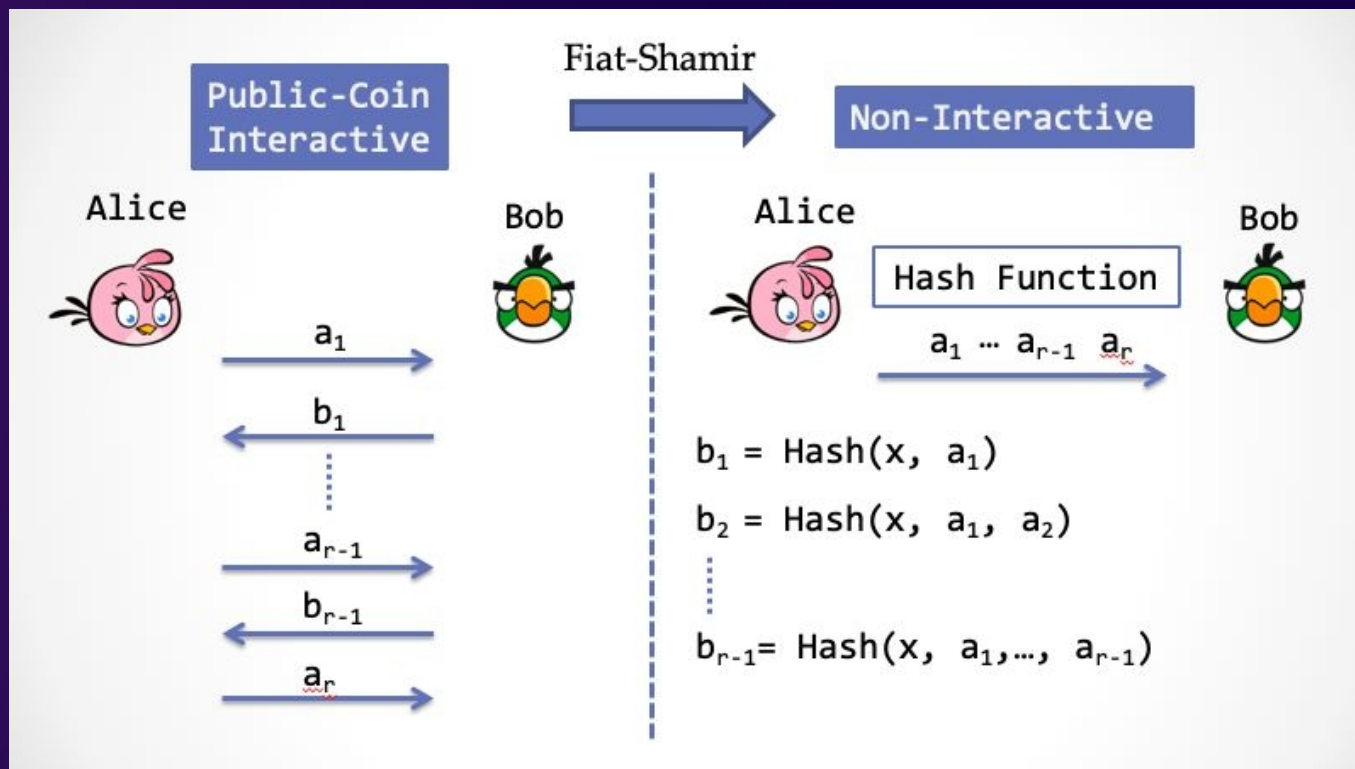 Fiat-Shamir
Public-Coin
Interactive
Non-Interactive
Alice
Bob
a₁
b₁
aᵣ₋₁
bᵣ₋₁
aᵣ
Alice
Bob
Hash Function
a₁ … aᵣ₋₁ aᵣ
b₁ = Hash(x, a₁)
b₂ = Hash(x, a₁, a₂)
bᵣ₋₁= Hash(x, a₁,…, aᵣ₋₁)